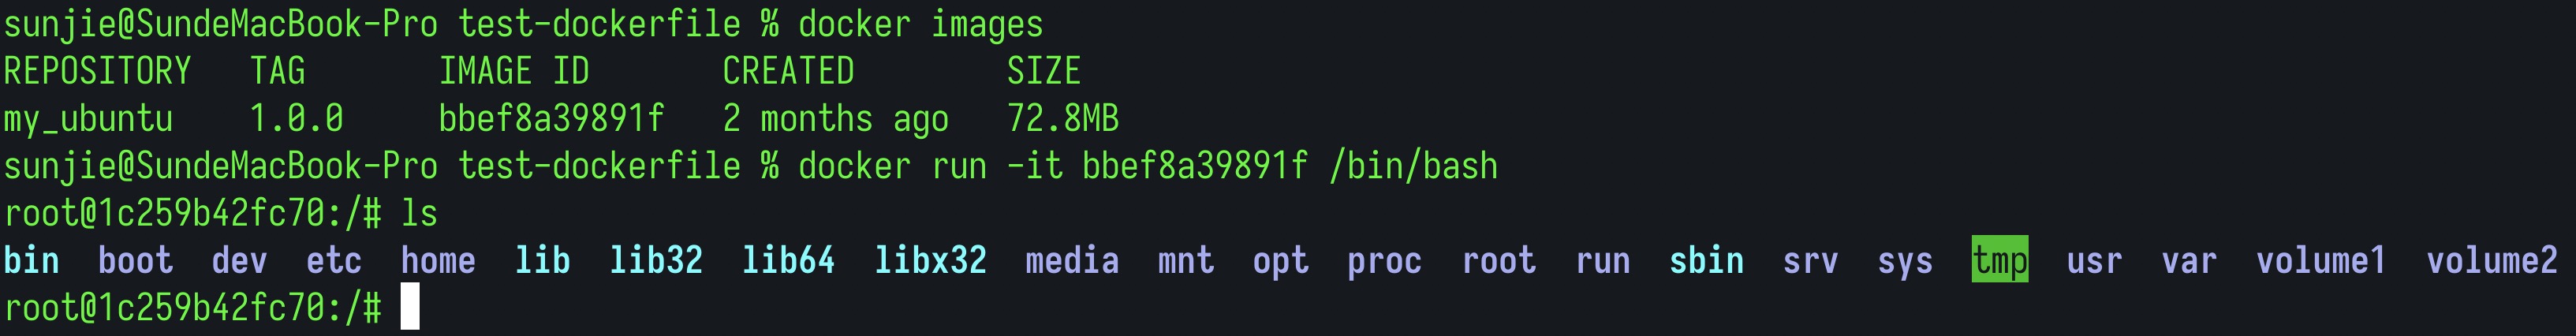 sunjie@SundeMacBook-Pro test-dockerfile % docker images
REPOSITORY   TAG       IMAGE ID       CREATED        SIZE
my_ubuntu    1.0.0     bbef8a39891f   2 months ago   72.8MB
sunjie@SundeMacBook-Pro test-dockerfile % docker run -it bbef8a39891f /bin/bash
root@1c259b42fc70:/# ls
bin  boot  dev  etc  home  lib  lib32  lib64  libx32  media  mnt  opt  proc  root  run  sbin  srv  sys  tmp  usr  var  volume1  volume2
root@1c259b42fc70:/#